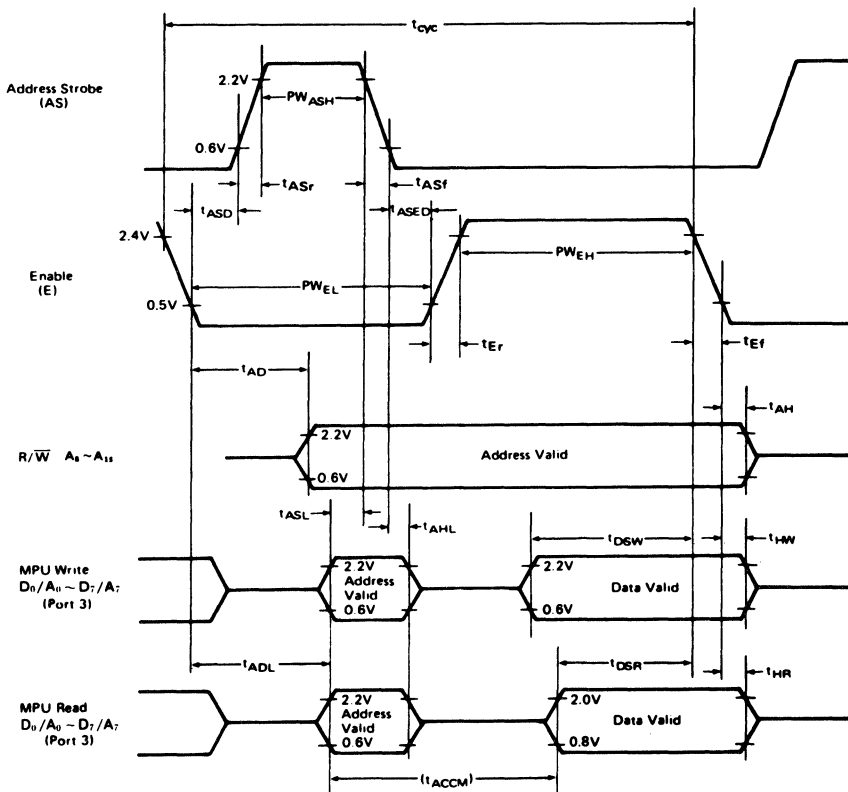 tcyc
Address Strobe
(AS)
2.2V
PWASH
0.6V
tASr
tASf
tASD
tASED
2.4V
Enable
(E)
PWEH
0.5V
PWEL
tEr
tEf
tAD
tAH
R/W A8 ~ A15
2.2V
Address Valid
0.6V
tASL
tAHL
MPU Write
D0/A0 ~ D7/A7
(Port 3)
tDSW
tHW
2.2V
Address
Valid
0.6V
2.2V
Data Valid
0.6V
tADL
tDSR
tHR
MPU Read
D0/A0 ~ D7/A7
(Port 3)
2.2V
Address
Valid
0.6V
2.0V
Data Valid
0.8V
(tACCM)